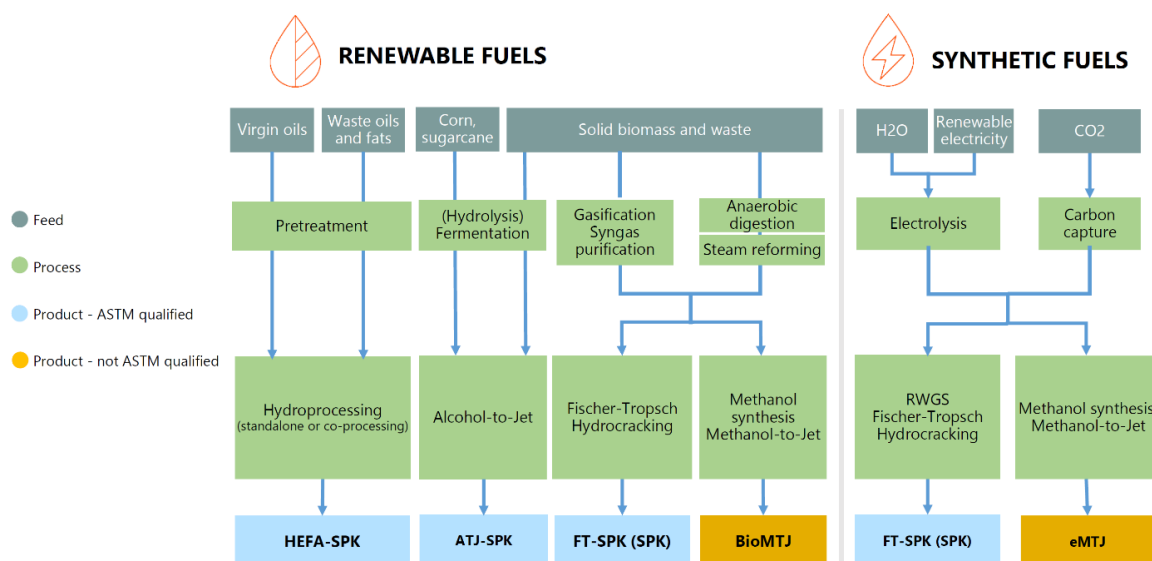 RENEWABLE FUELS
SYNTHETIC FUELS
Virgin oils
Waste oils
and fats
Corn,
sugarcane
Solid biomass and waste
H2O
Renewable
electricity
CO2
Feed
Process
Product - ASTM qualified
Product - not ASTM qualified
Pretreatment
(Hydrolysis)
Fermentation
Gasification
Syngas
purification
Anaerobic
digestion
Steam reforming
Electrolysis
Carbon
capture
Hydroprocessing
(standalone or co-processing)
Alcohol-to-Jet
Fischer-Tropsch
Hydrocracking
Methanol
synthesis
Methanol-to-Jet
RWGS
Fischer-Tropsch
Hydrocracking
Methanol synthesis
Methanol-to-Jet
HEFA-SPK
ATJ-SPK
FT-SPK (SPK)
BioMTJ
FT-SPK (SPK)
eMTJ